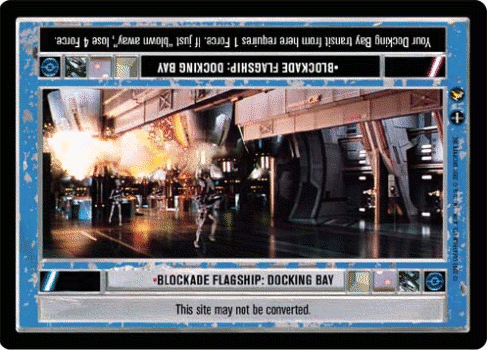 Your Docking Bay transit from here requires 1 Force. If just "blown away", lose 4 Force.
•BLOCKADE FLAGSHIP: DOCKING BAY
•BLOCKADE FLAGSHIP: DOCKING BAY
This site may not be converted.